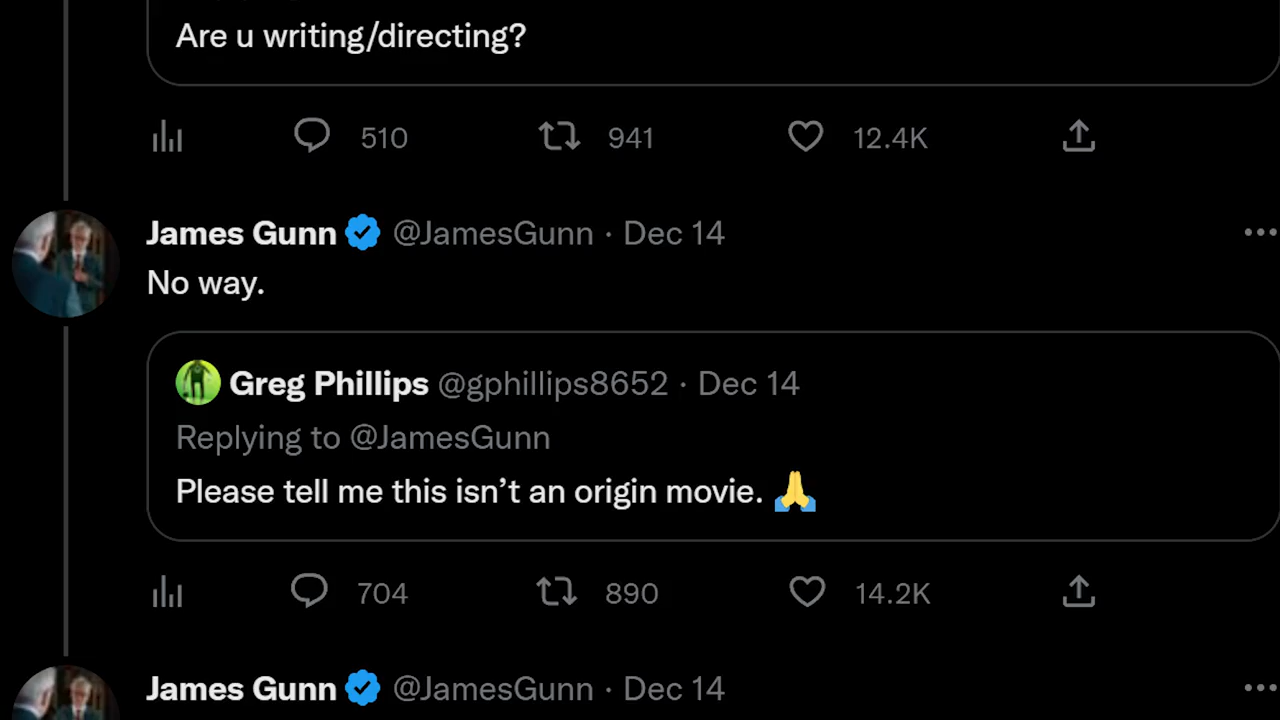 Are u writing/directing?
510 941 12.4K
James Gunn @JamesGunn · Dec 14
No way.
Greg Phillips @gphillips8652 · Dec 14
Replying to @JamesGunn
Please tell me this isn’t an origin movie. 🙏
704 890 14.2K
James Gunn @JamesGunn · Dec 14